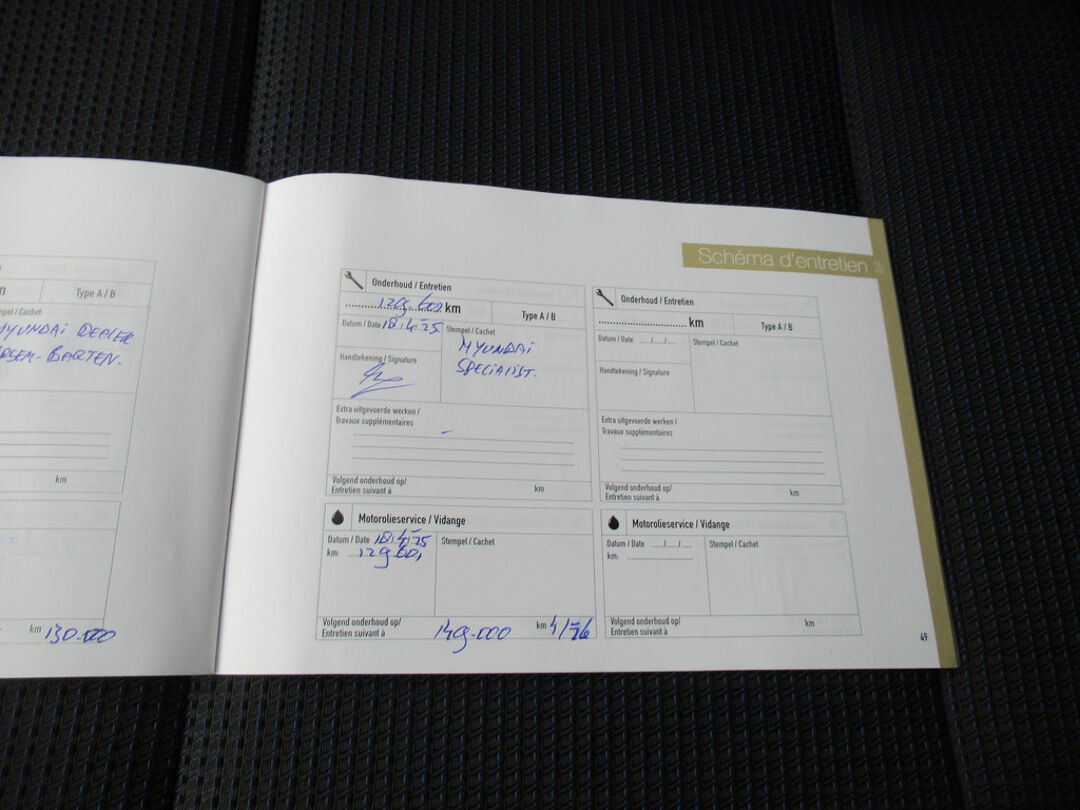 Type A / B
HYUNDAI DEALER
BARTEN.
km
km 130.000
Schéma d'entretien
Onderhoud / Entretien
km
Type A / B
Datum / Date 18.4.25
Stempel / Cachet
HYUNDAI
SPECIALIST.
Handtekening / Signature
Extra uitgevoerde werken /
Travaux supplémentaires
Volgend onderhoud op/
Entretien suivant à
km
Motorolieservice / Vidange
Datum / Date 18.4.25
Stempel / Cachet
km:
Volgend onderhoud op/
Entretien suivant à
149.000 km 4/26
Onderhoud / Entretien
km
Type A / B
Datum / Date .../.../...
Stempel / Cachet
Handtekening / Signature
Extra uitgevoerde werken /
Travaux supplémentaires
Volgend onderhoud op/
Entretien suivant à
km
Motorolieservice / Vidange
Datum / Date .../.../...
Stempel / Cachet
km:
Volgend onderhoud op/
Entretien suivant à
km
49